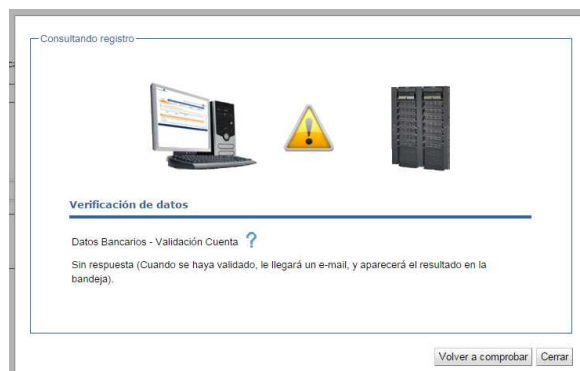 Consultando registro
Verificación de datos
Datos Bancarios - Validación Cuenta ?
Sin respuesta (Cuando se haya validado, le llegará un e-mail, y aparecerá el resultado en la
bandeja).
Volver a comprobar Cerrar